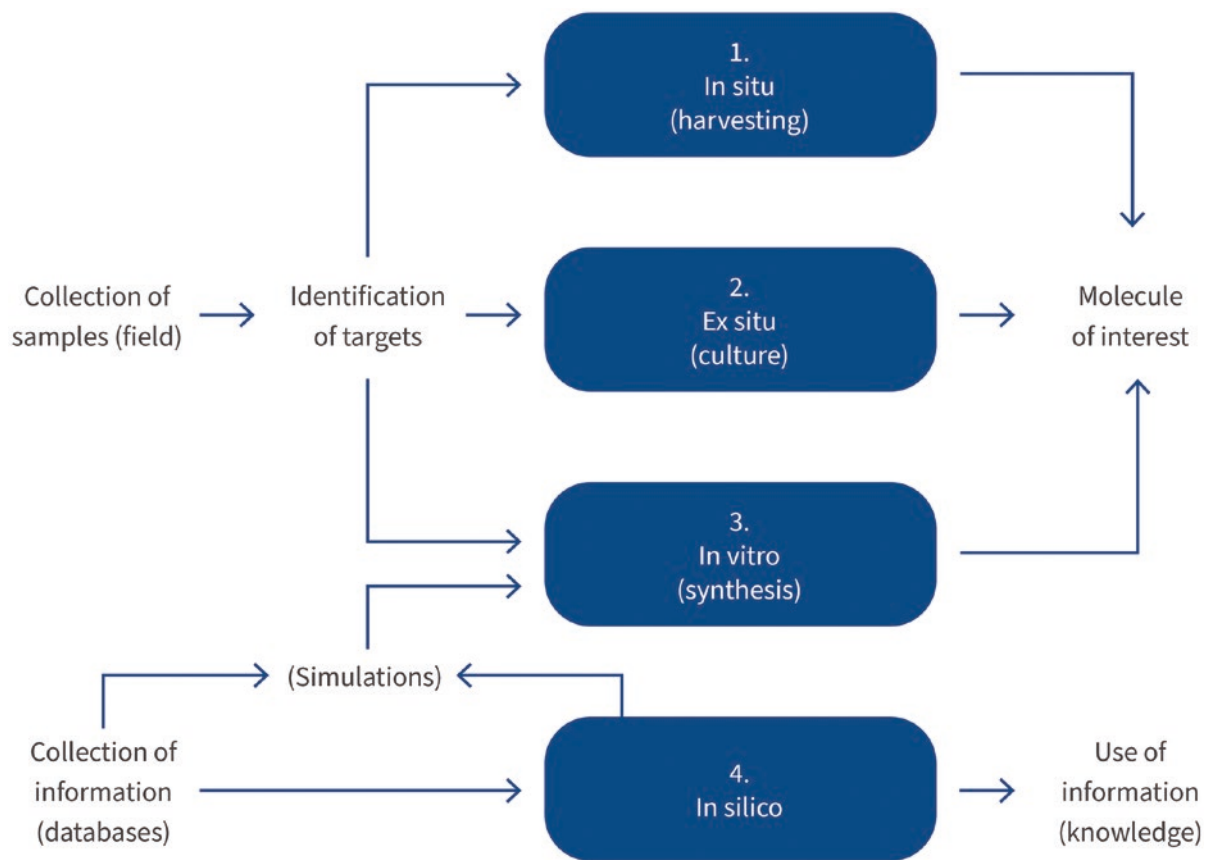 1.
In situ
(harvesting)
Collection of
samples (field)
Identification
of targets
2.
Ex situ
(culture)
Molecule
of interest
3.
In vitro
(synthesis)
(Simulations)
Collection of
information
(databases)
4.
In silico
Use of
information
(knowledge)